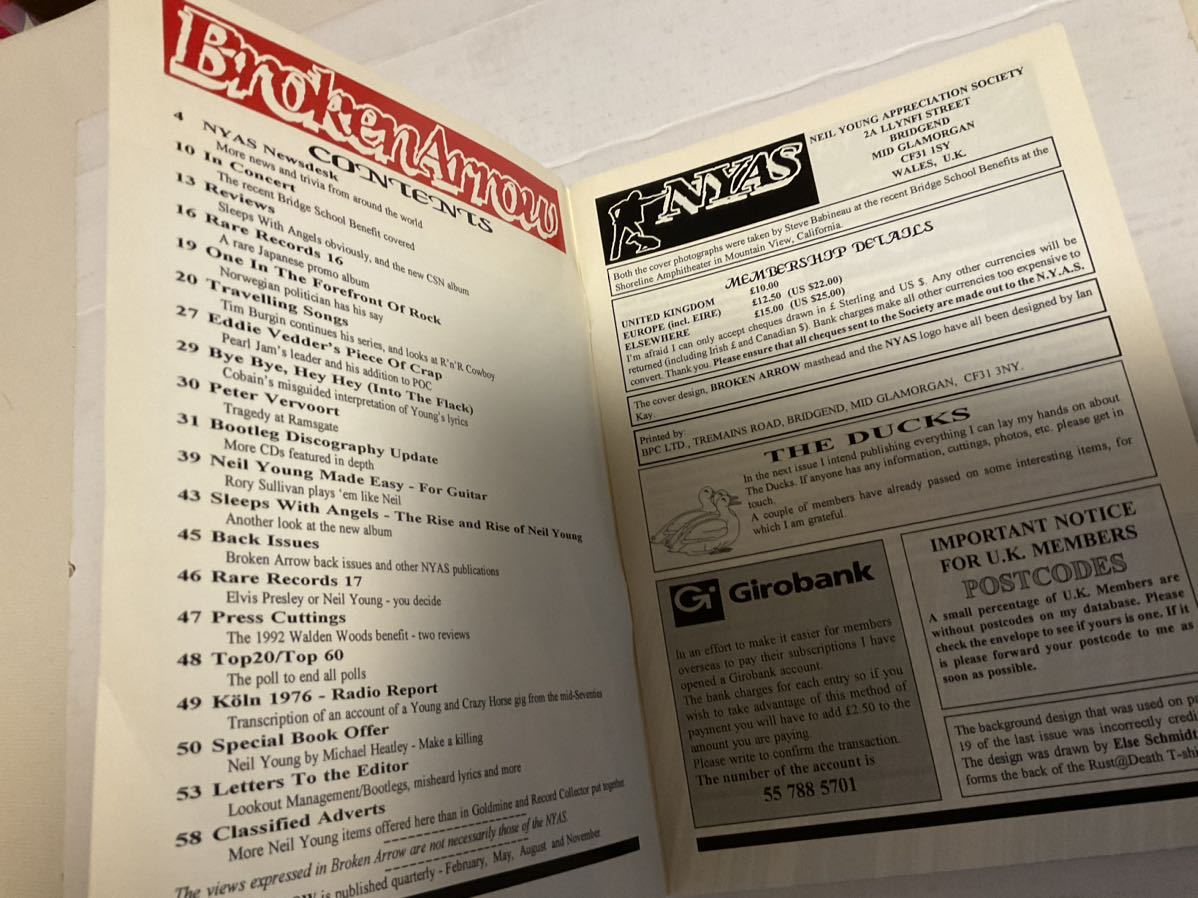 Broken Arrow
CONTENTS
4 NYAS Newsdesk
More news and trivia from around the world
10 In Concert
The recent Bridge School Benefit covered
13 Reviews
Sleeps With Angels obviously, and the new CSN album
16 Rare Records 16
A rare Japanese promo album
19 One In The Forefront Of Rock
Norwegian politician has his say
20 Travelling Songs
Tim Burgin continues his series, and looks at R'n'R Cowboy
27 Eddie Vedder's Piece Of Crap
Pearl Jam's leader and his addition to POC
29 Bye Bye, Hey Hey (Into The Flack)
Cobain's misguided interpretation of Young's lyrics
30 Peter Vervoort
Tragedy at Ramsgate
31 Bootleg Discography Update
More CDs featured in depth
39 Neil Young Made Easy - For Guitar
Rory Sullivan plays 'em like Neil
43 Sleeps With Angels - The Rise and Rise of Neil Young
Another look at the new album
45 Back Issues
Broken Arrow back issues and other NYAS publications
46 Rare Records 17
Elvis Presley or Neil Young - you decide
47 Press Cuttings
The 1992 Walden Woods benefit - two reviews
48 Top20/Top 60
The poll to end all polls
49 Köln 1976 - Radio Report
Transcription of an account of a Young and Crazy Horse gig from the mid-Seventies
50 Special Book Offer
Neil Young by Michael Heatley - Make a killing
53 Letters To the Editor
Lookout Management/Bootlegs, misheard lyrics and more
58 Classified Adverts
More Neil Young items offered here than in Goldmine and Record Collector put together
The views expressed in Broken Arrow are not necessarily those of the NYAS.
is published quarterly - February, May, August and November.
NYAS
NEIL YOUNG APPRECIATION SOCIETY
2A LLYNFI STREET
BRIDGEND
MID GLAMORGAN
CF31 1SY
WALES, U.K.
Both the cover photographs were taken by Steve Babineau at the recent Bridge School Benefits at the
Shoreline Amphitheater in Mountain View, California.
MEMBERSHIP DETAILS
UNITED KINGDOM £10.00
EUROPE (incl. EIRE) £12.50 (US $22.00)
ELSEWHERE £15.00 (US $25.00)
I'm afraid I can only accept cheques drawn in £ Sterling and US $. Any other currencies will be
returned (including Irish £ and Canadian $). Bank charges make all other currencies too expensive to
convert. Thank you. Please ensure that all cheques sent to the Society are made out to the N.Y.A.S.
The cover design, BROKEN ARROW masthead and the NYAS logo have all been designed by Ian
Kay.
Printed by:
BPC LTD., TREMAINS ROAD, BRIDGEND, MID GLAMORGAN, CF31 3NY.
THE DUCKS
In the next issue I intend publishing everything I can lay my hands on about
The Ducks. If anyone has any information, cuttings, photos, etc. please get in
touch.
A couple of members have already passed on some interesting items, for
which I am grateful.
Girobank
In an effort to make it easier for members
overseas to pay their subscriptions I have
opened a Girobank account.
The bank charges for each entry so if you
wish to take advantage of this method of
payment you will have to add £2.50 to the
amount you are paying.
Please write to confirm the transaction.
The number of the account is
55 788 5701
IMPORTANT NOTICE
FOR U.K. MEMBERS
POSTCODES
A small percentage of U.K. Members are
without postcodes on my database. Please
check the envelope to see if yours is one. If it
is please forward your postcode to me as
soon as possible.
The background design that was used on
19 of the last issue was incorrectly
The design was drawn by Else Schmidt
forms the back of the Rust@Death